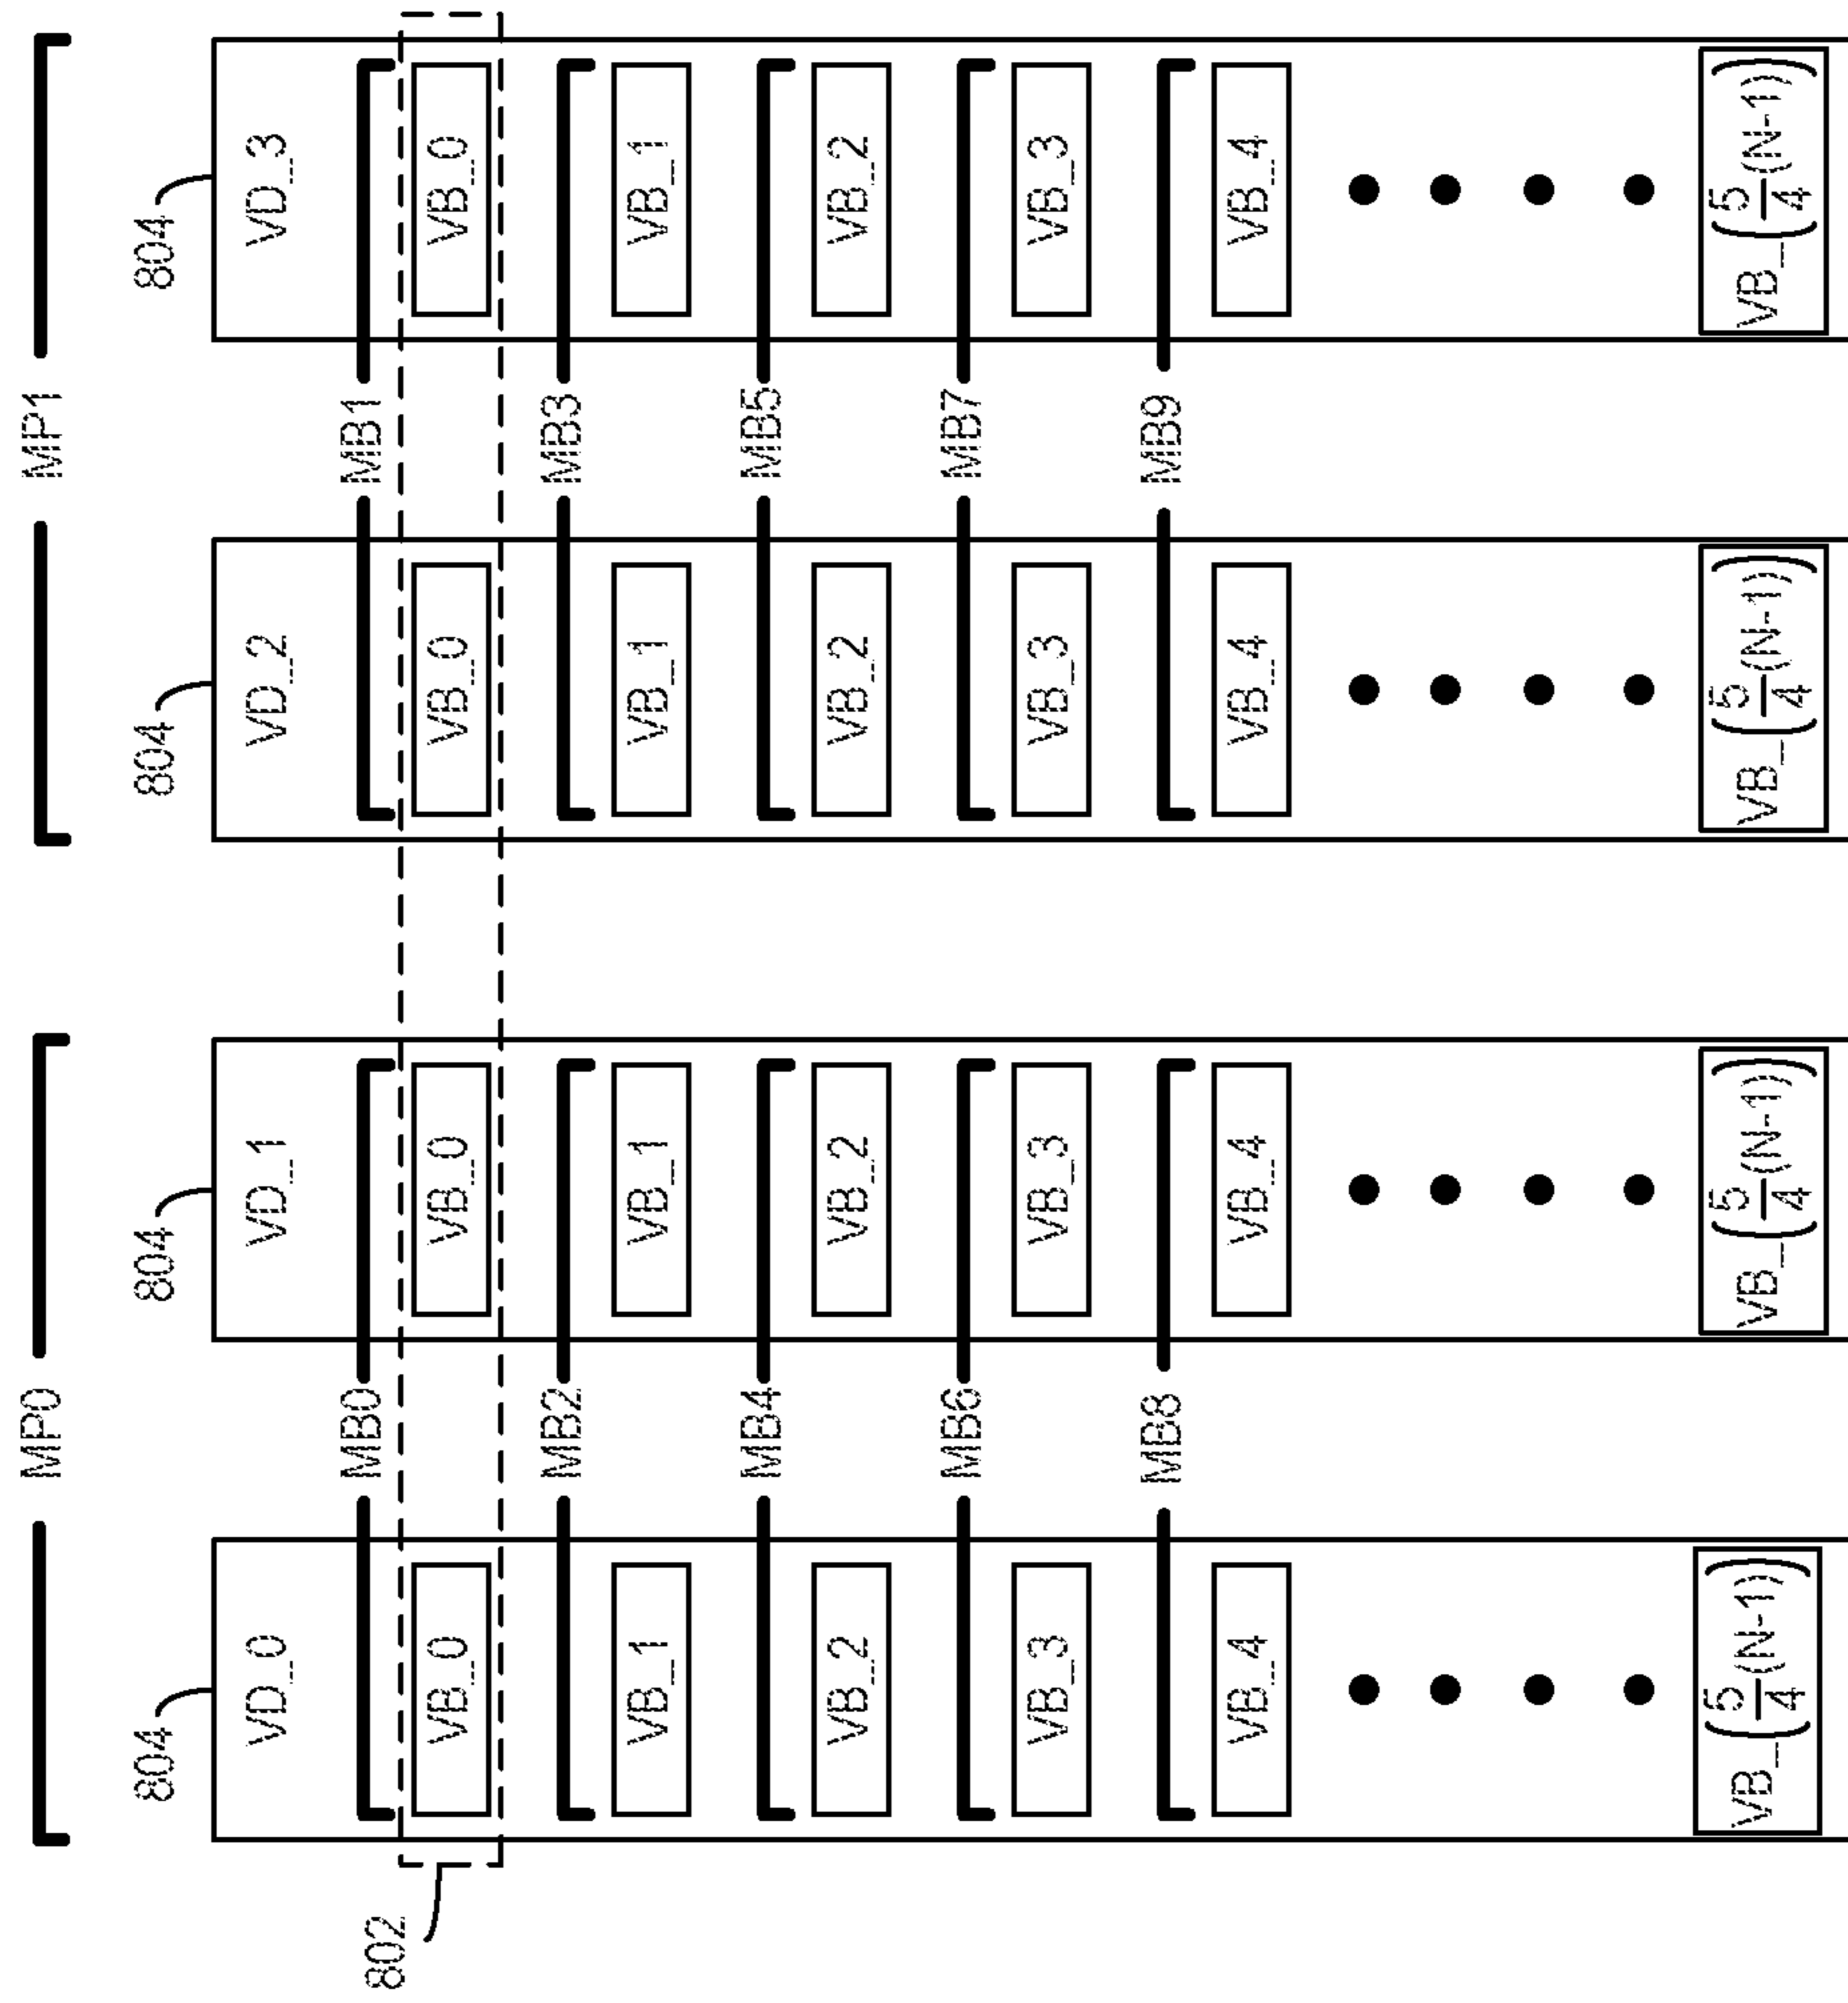 MP0 MP1
804 804 804 804
VD_0 VD_1 VD_2 VD_3
MB0 MB1
802
VB_0 VB_0 VB_0 VB_0
MB2 MB3
VB_1 VB_1 VB_1 VB_1
MB4 MB5
VB_2 VB_2 VB_2 VB_2
MB6 MB7
VB_3 VB_3 VB_3 VB_3
MB8 MB9
VB_4 VB_4 VB_4 VB_4
VB_(5/4(N-1)) VB_(5/4(N-1)) VB_(5/4(N-1)) VB_(5/4(N-1))